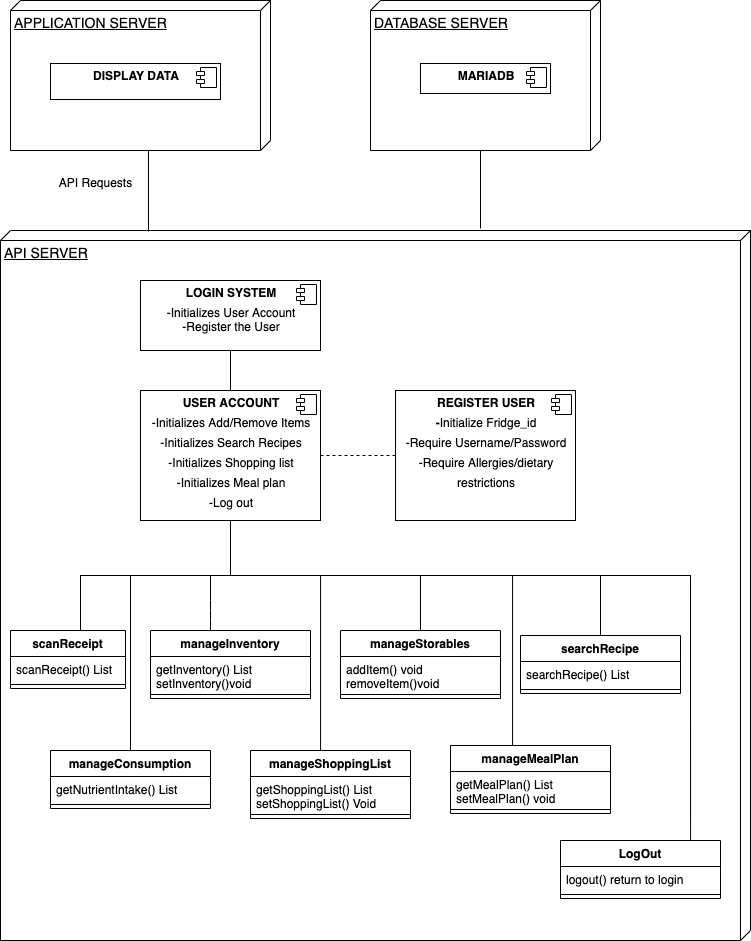 APPLICATION SERVER
DISPLAY DATA
DATABASE SERVER
MARIADB
API Requests
API SERVER
LOGIN SYSTEM
-Initializes User Account
-Register the User
USER ACCOUNT
-Initializes Add/Remove Items
-Initializes Search Recipes
-Initializes Shopping list
-Initializes Meal plan
-Log out
REGISTER USER
-Initialize Fridge_id
-Require Username/Password
-Require Allergies/dietary
restrictions
scanReceipt
scanReceipt() List
manageInventory
getInventory() List
setInventory()void
manageStorables
addItem() void
removeItem()void
searchRecipe
searchRecipe() List
manageConsumption
getNutrientIntake() List
manageShoppingList
getShoppingList() List
setShoppingList() Void
manageMealPlan
getMealPlan() List
setMealPlan() void
LogOut
logout() return to login